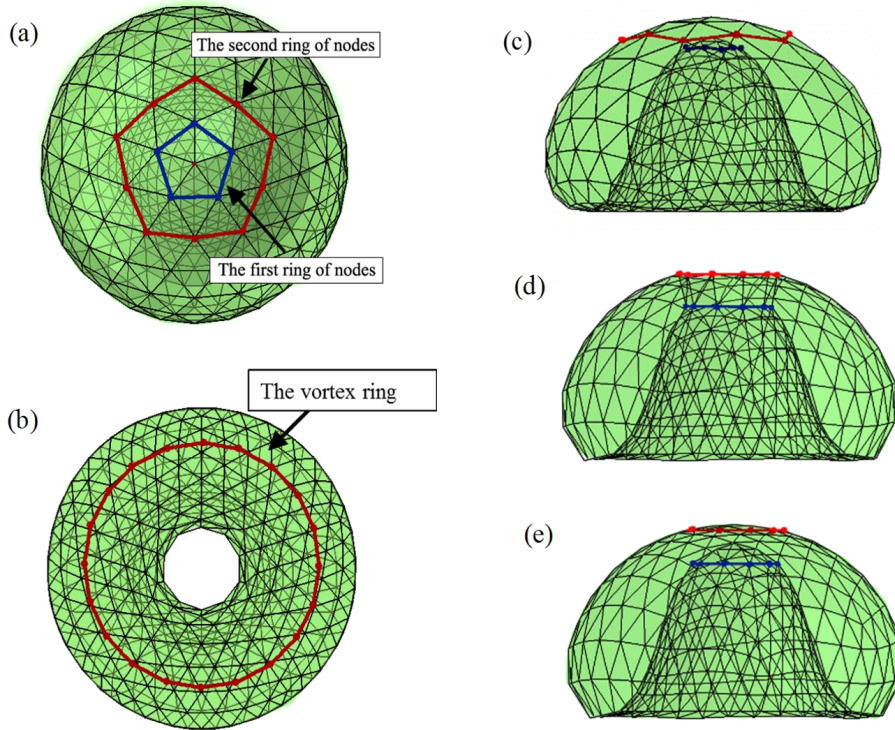 (a)
The second ring of nodes
The first ring of nodes
(b)
The vortex ring
(c)
(d)
(e)